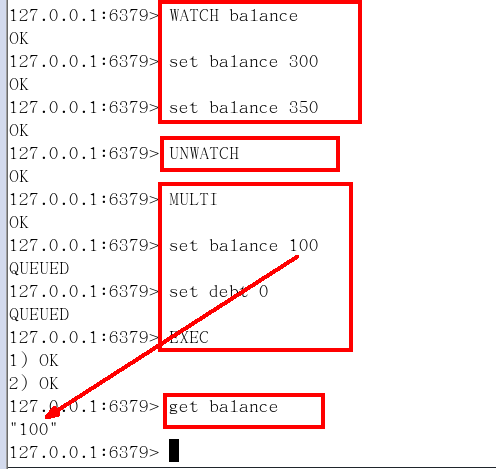 127.0.0.1:6379> WATCH balance
OK
127.0.0.1:6379> set balance 300
OK
127.0.0.1:6379> set balance 350
OK
127.0.0.1:6379> UNWATCH
OK
127.0.0.1:6379> MULTI
OK
127.0.0.1:6379> set balance 100
QUEUED
127.0.0.1:6379> set debt 0
QUEUED
127.0.0.1:6379> EXEC
1) OK
2) OK
127.0.0.1:6379> get balance
"100"
127.0.0.1:6379>